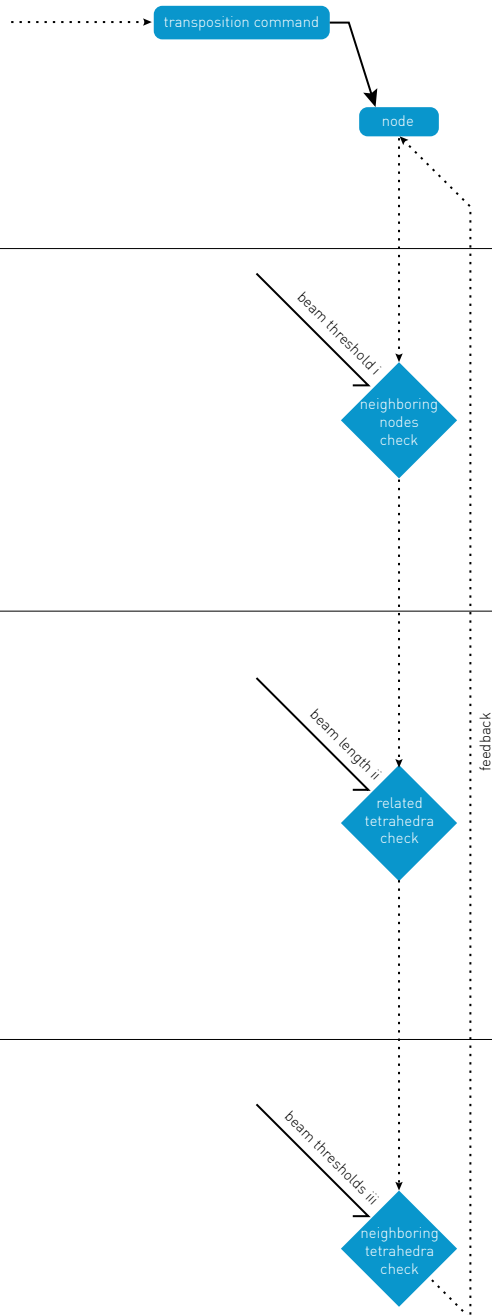 transposition command
node
beam threshold i
neighboring
nodes
check
beam length ii
related
tetrahedra
check
feedback
beam thresholds iii
neighboring
tetrahedra
check